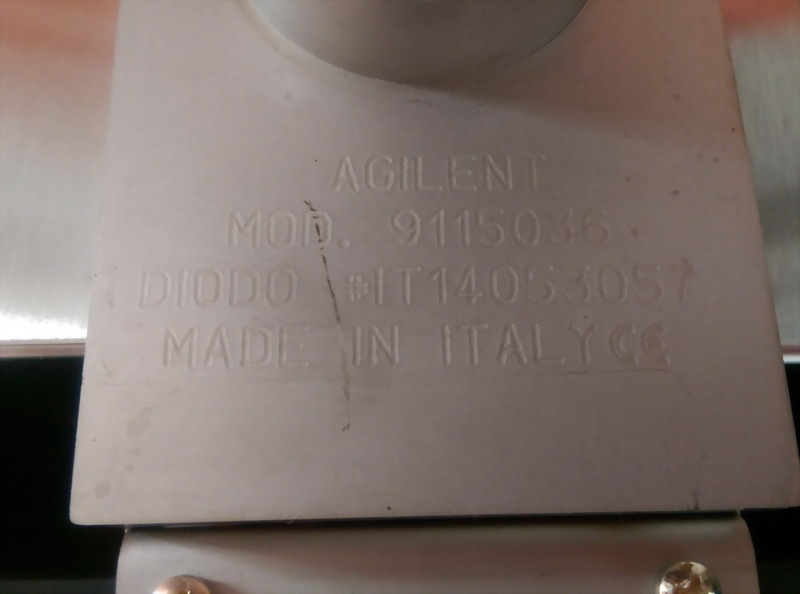 AGILENT
MOD. 9115036
DIODO #IT14053057
MADE IN ITALY CE